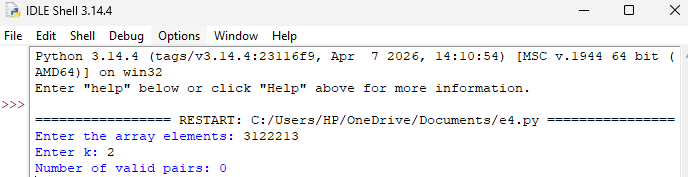 IDLE Shell 3.14.4
File Edit Shell Debug Options Window Help
Python 3.14.4 (tags/v3.14.4:23116f9, Apr  7 2026, 14:10:54) [MSC v.1944 64 bit (
AMD64)] on win32
Enter "help" below or click "Help" above for more information.
>>>
================= RESTART: C:/Users/HP/OneDrive/Documents/e4.py ================
Enter the array elements: 3122213
Enter k: 2
Number of valid pairs: 0